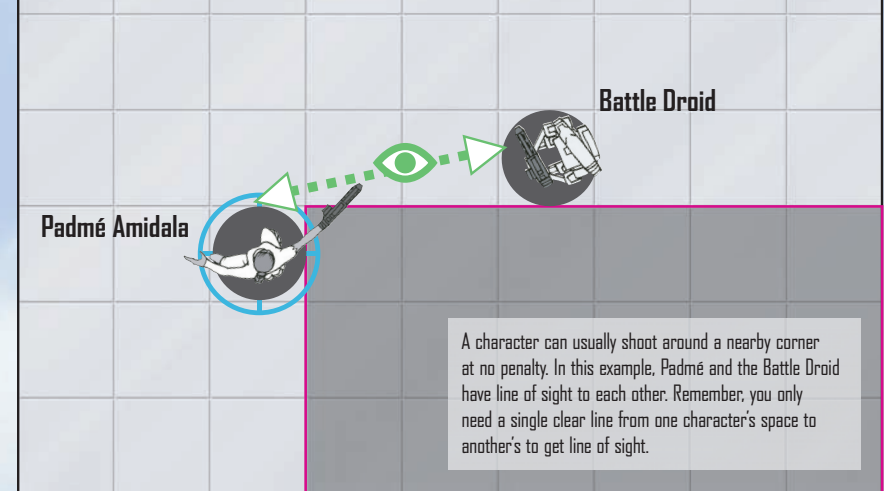 Battle Droid
Padmé Amidala
A character can usually shoot around a nearby corner
at no penalty. In this example, Padmé and the Battle Droid
have line of sight to each other. Remember, you only
need a single clear line from one character's space to
another's to get line of sight.